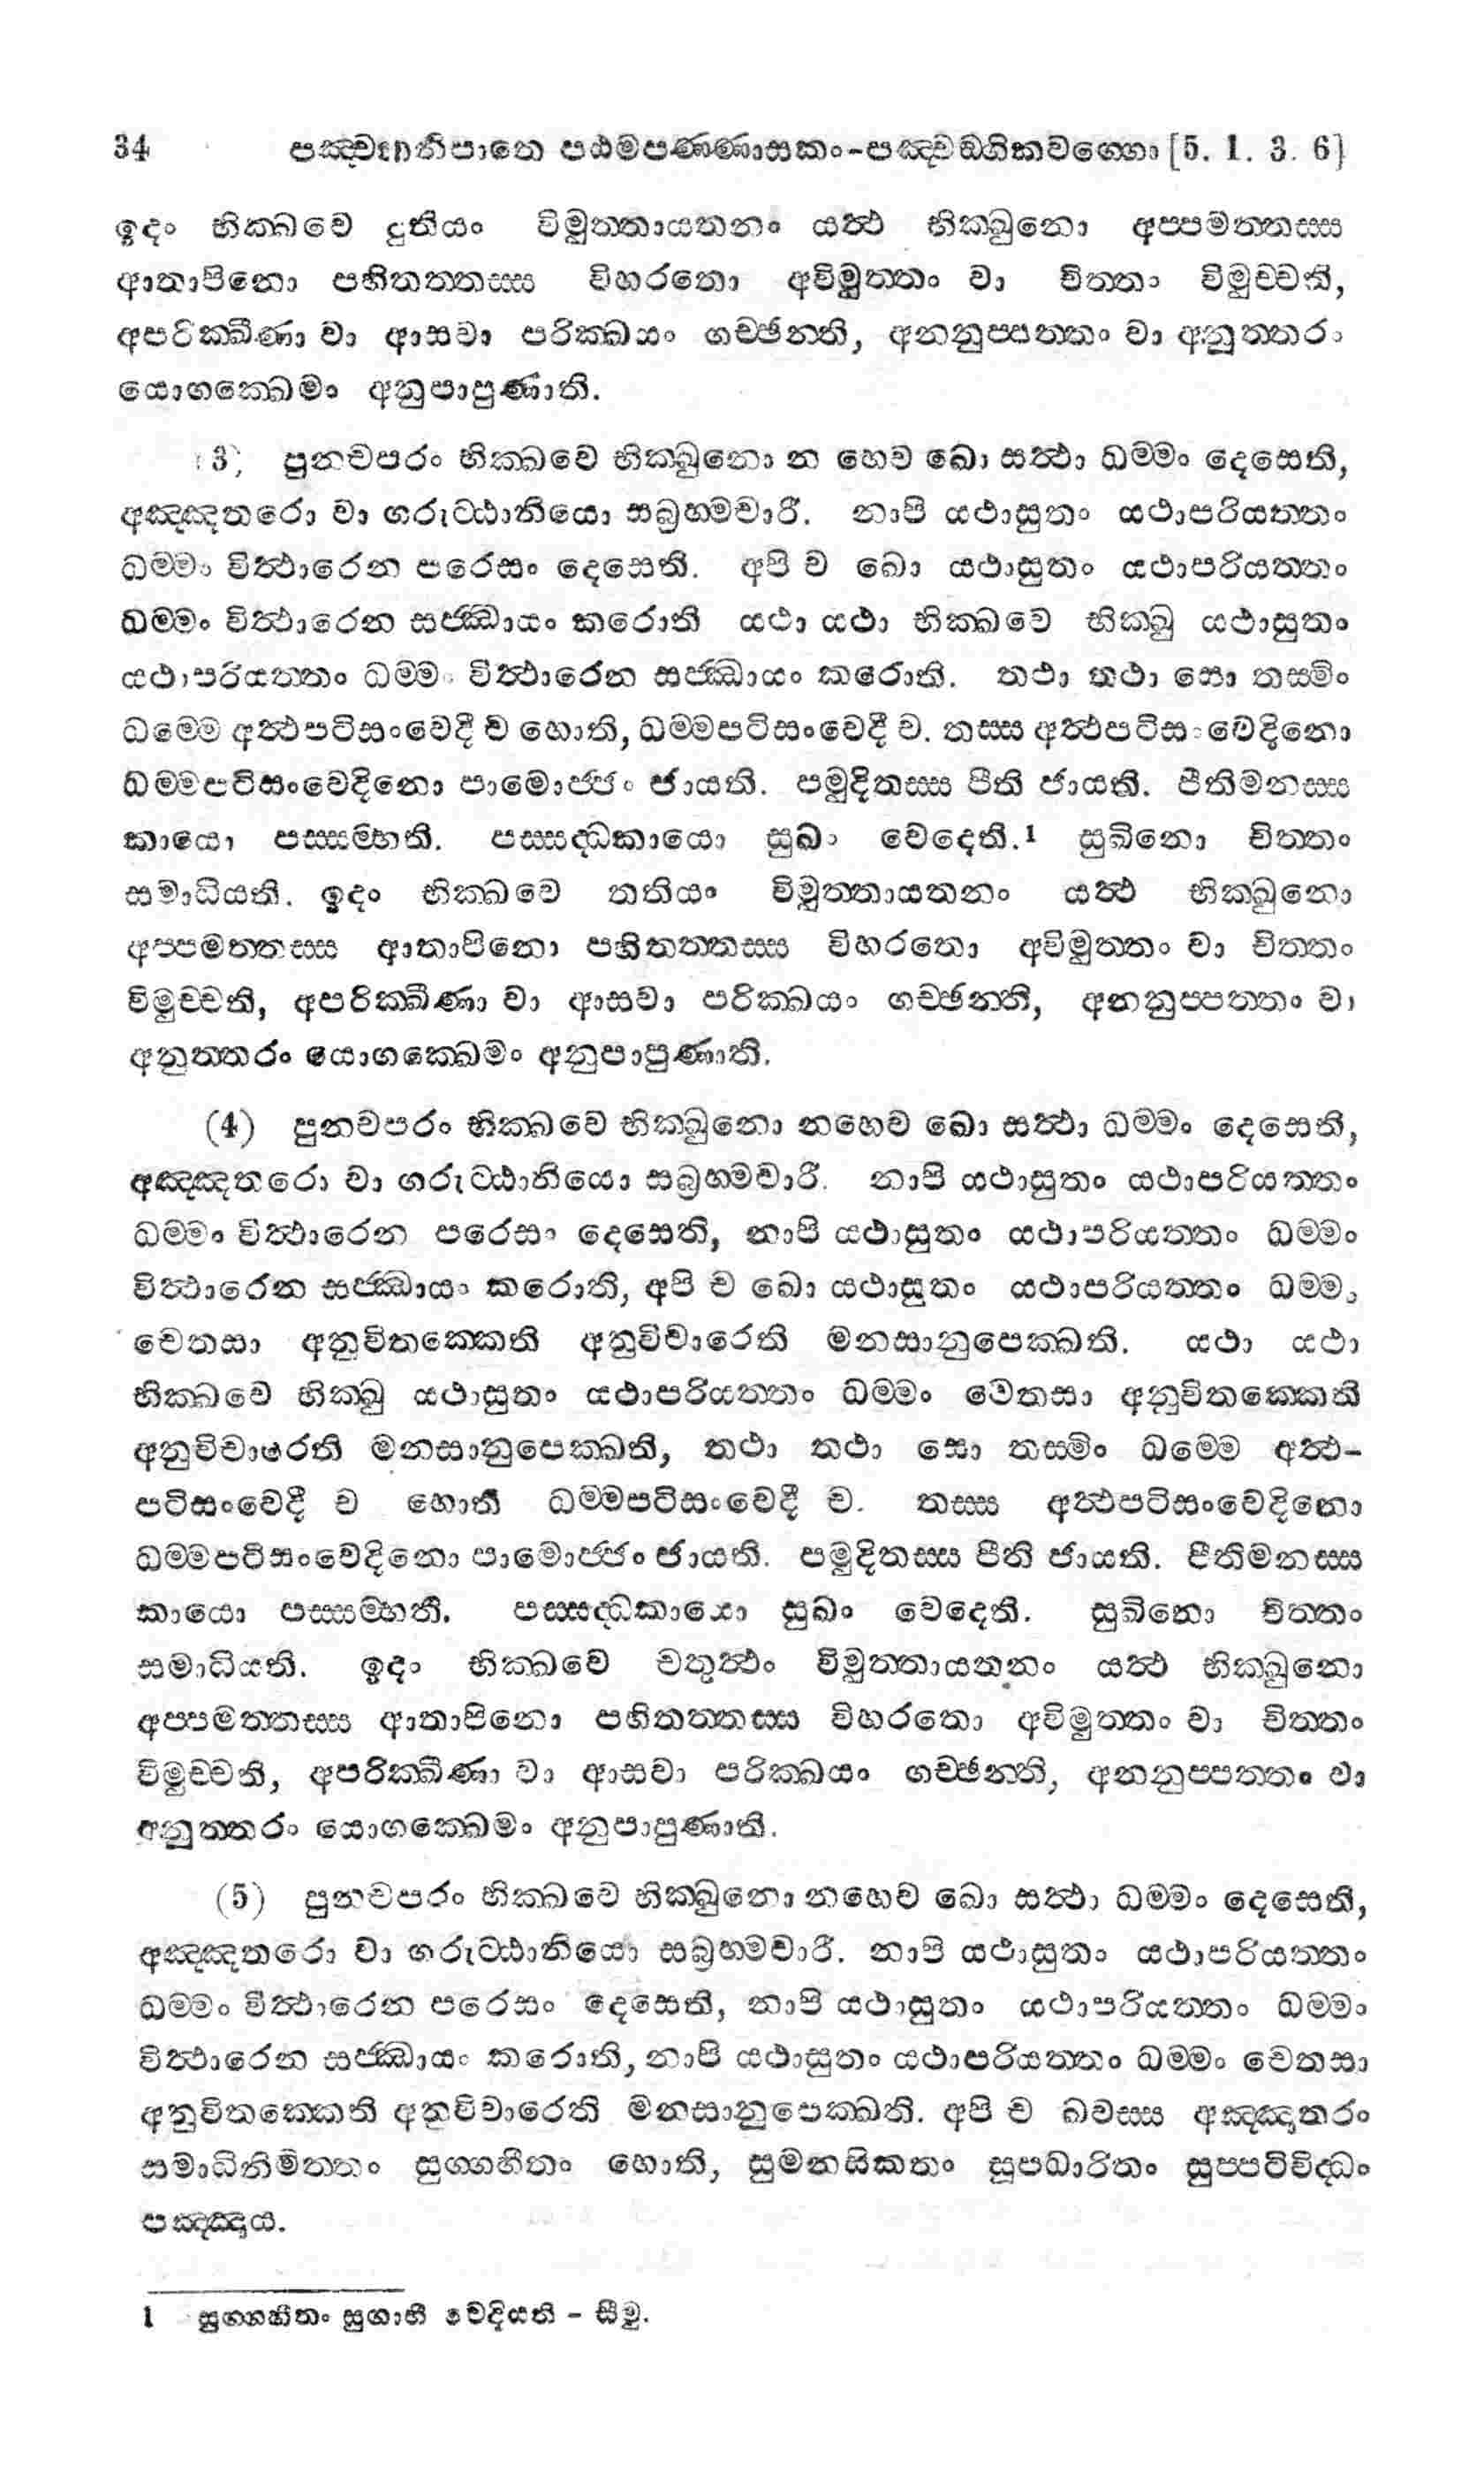 34 පඤ්චකනිපාතෙ පඨමපණ්ණාසකං-පඤ්චඞ්ගිකවග්ගො [5. 1. 3. 6]
ඉදං භික්ඛවෙ දුතියං විමුත්තායතනං යත්ථ භික්ඛුනො අප්පමත්තස්ස
ආතාපිනො පහිතත්තස්ස විහරතො අවිමුත්තං වා චිත්තං විමුච්චති,
අපරික්ඛීණා වා ආසවා පරික්ඛයං ගච්ඡන්ති, අනනුප්පත්තං වා අනුත්තරං
යොගක්ඛෙමං අනුපාපුණාති.
(3) පුනචපරං භික්ඛවෙ භික්ඛුනො න හෙව ඛො සත්ථා ධම්මං දෙසෙති,
අඤ්ඤතරො වා ගරුට්ඨානියො සබ්‍රහ්මචාරී. නාපි යථාසුතං යථාපරියත්තං
ධම්මං විත්ථාරෙන පරෙසං දෙසෙති. අපි ච ඛො යථාසුතං යථාපරියත්තං
ධම්මං විත්ථාරෙන සජ්ඣායං කරොති යථා යථා භික්ඛවෙ භික්ඛු යථාසුතං
යථාපරියත්තං ධම්මං විත්ථාරෙන සජ්ඣායං කරොති. තථා තථා සො තස්මිං
ධම්මෙ අත්ථපටිසංවෙදී ච හොති, ධම්මපටිසංවෙදී ච. තස්ස අත්ථපටිසංවෙදිනො
ධම්මපටිසංවෙදිනො පාමොජ්ජං ජායති. පමුදිතස්ස පීති ජායති. පීතිමනස්ස
කායො පස්සම්භති. පස්සද්ධකායො සුඛං වෙදෙති.¹ සුඛිනො චිත්තං
සමාධියති. ඉදං භික්ඛවෙ තතියං විමුත්තායතනං යත්ථ භික්ඛුනො
අප්පමත්තස්ස ආතාපිනො පහිතත්තස්ස විහරතො අවිමුත්තං වා චිත්තං
විමුච්චති, අපරික්ඛීණා වා ආසවා පරික්ඛයං ගච්ඡන්ති, අනනුප්පත්තං වා
අනුත්තරං යොගක්ඛෙමං අනුපාපුණාති.
(4) පුනචපරං භික්ඛවෙ භික්ඛුනො නහෙව ඛො සත්ථා ධම්මං දෙසෙති,
අඤ්ඤතරො වා ගරුට්ඨානියො සබ්‍රහ්මචාරී. නාපි යථාසුතං යථාපරියත්තං
ධම්මං විත්ථාරෙන පරෙසං දෙසෙති, නාපි යථාසුතං යථාපරියත්තං ධම්මං
විත්ථාරෙන සජ්ඣායං කරොති, අපි ච ඛො යථාසුතං යථාපරියත්තං ධම්මං
චෙතසා අනුවිතක්කෙති අනුවිචාරෙති මනසානුපෙක්ඛති. යථා යථා
භික්ඛවෙ භික්ඛු යථාසුතං යථාපරියත්තං ධම්මං චෙතසා අනුවිතක්කෙති
අනුවිචාරෙති මනසානුපෙක්ඛති, තථා තථා සො තස්මිං ධම්මෙ අත්ථ-
පටිසංවෙදී ච හොති ධම්මපටිසංවෙදී ච. තස්ස අත්ථපටිසංවෙදිනො
ධම්මපටිසංවෙදිනො පාමොජ්ජං ජායති. පමුදිතස්ස පීති ජායති. පීතිමනස්ස
කායො පස්සම්භති. පස්සද්ධකායො සුඛං වෙදෙති. සුඛිනො චිත්තං
සමාධියති. ඉදං භික්ඛවෙ චතුත්ථං විමුත්තායතනං යත්ථ භික්ඛුනො
අප්පමත්තස්ස ආතාපිනො පහිතත්තස්ස විහරතො අවිමුත්තං වා චිත්තං
විමුච්චති, අපරික්ඛීණා වා ආසවා පරික්ඛයං ගච්ඡන්ති, අනනුප්පත්තං වා
අනුත්තරං යොගක්ඛෙමං අනුපාපුණාති.
(5) පුනචපරං භික්ඛවෙ භික්ඛුනො නහෙව ඛො සත්ථා ධම්මං දෙසෙති,
අඤ්ඤතරො වා ගරුට්ඨානියො සබ්‍රහ්මචාරී. නාපි යථාසුතං යථාපරියත්තං
ධම්මං විත්ථාරෙන පරෙසං දෙසෙති, නාපි යථාසුතං යථාපරියත්තං ධම්මං
විත්ථාරෙන සජ්ඣායං කරොති, නාපි යථාසුතං යථාපරියත්තං ධම්මං චෙතසා
අනුවිතක්කෙති අනුවිචාරෙති මනසානුපෙක්ඛති. අපි ච ඛ්වස්ස අඤ්ඤතරං
සමාධිනිමිත්තං සුග්ගහීතං හොති, සුමනසිකතං සූපධාරිතං සුප්පටිවිද්ධං
පඤ්ඤාය.
1 සුග්ගහීතං සුගාභී වෙදියති - සීමු.